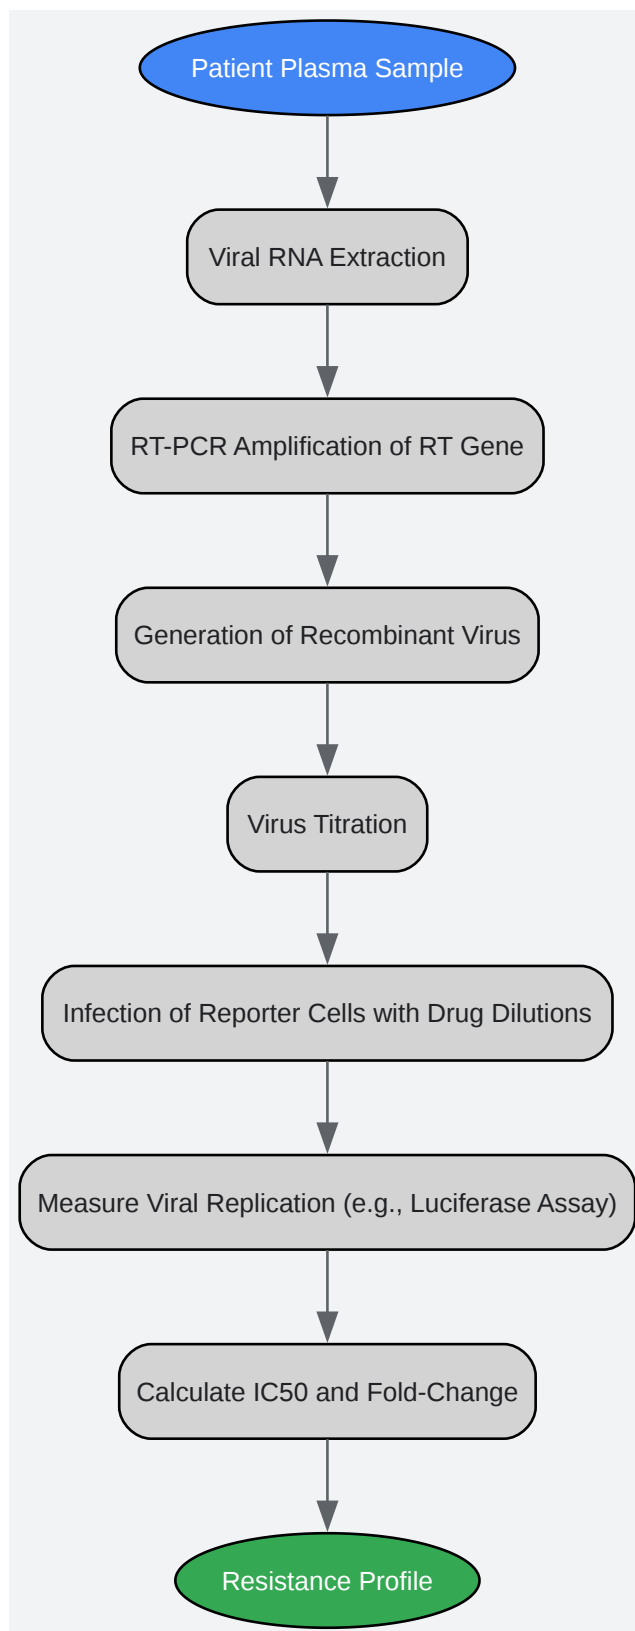 Patient Plasma Sample
Viral RNA Extraction
RT-PCR Amplification of RT Gene
Generation of Recombinant Virus
Virus Titration
Infection of Reporter Cells with Drug Dilutions
Measure Viral Replication (e.g., Luciferase Assay)
Calculate IC50 and Fold-Change
Resistance Profile